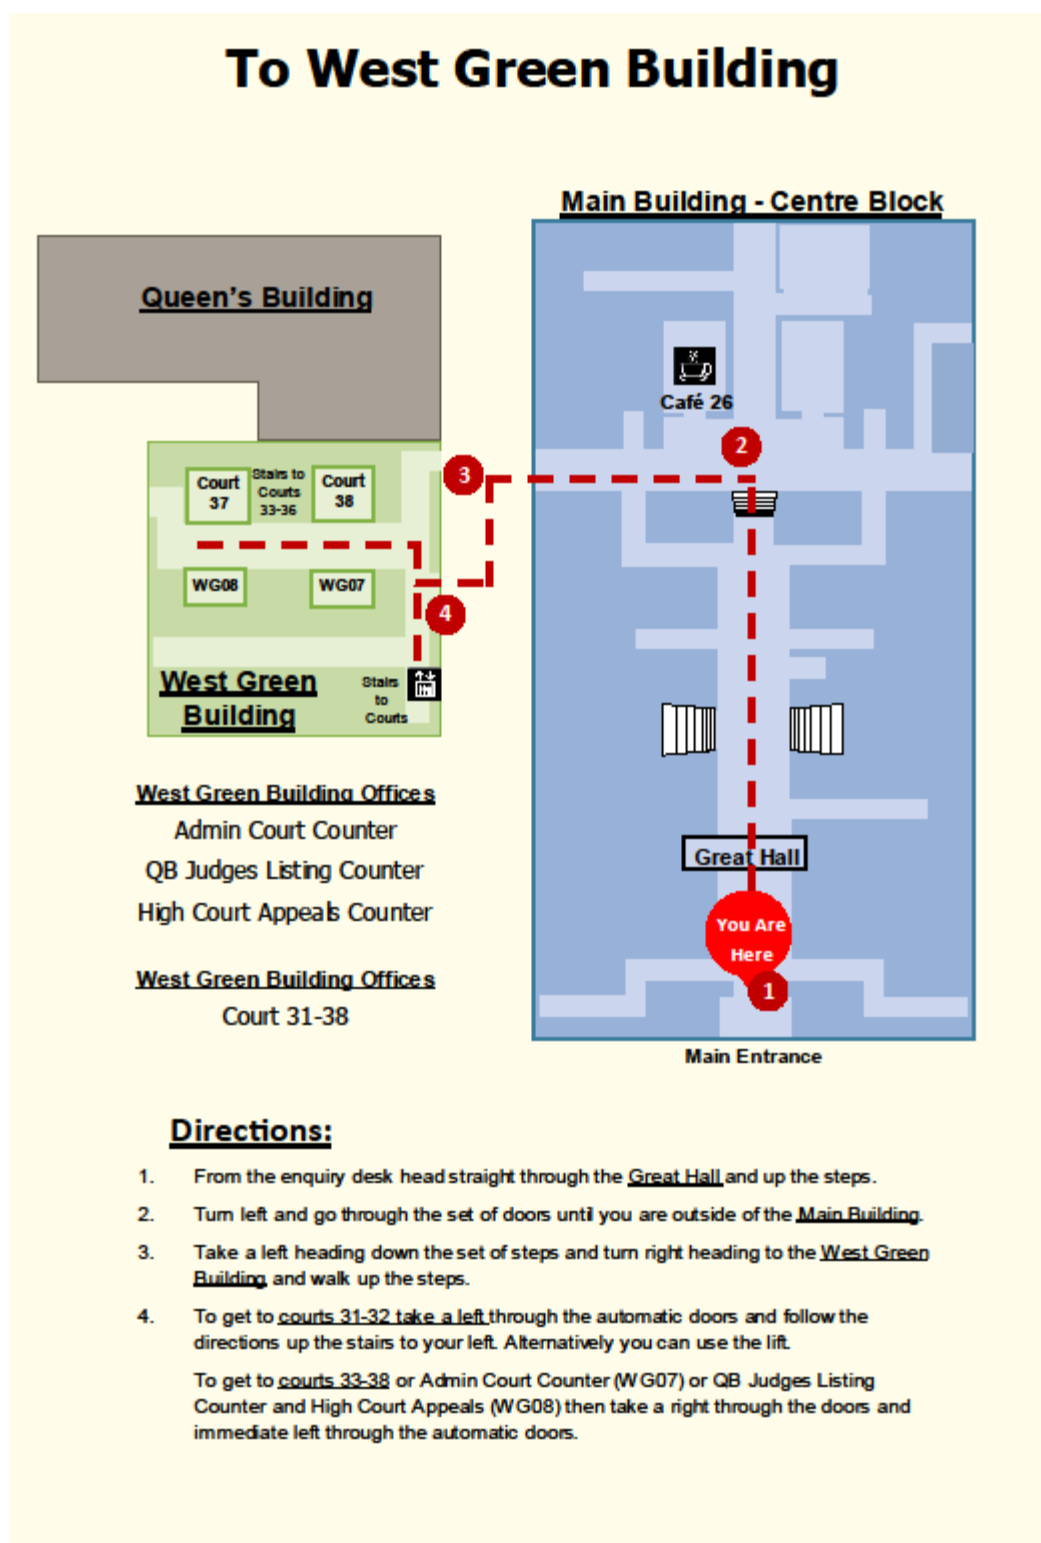 To West Green Building
Main Building - Centre Block
Queen's Building
Café 26
2
3
Court
37
Stairs to
Courts
33-36
Court
38
WG08
WG07
4
West Green
Building
Stairs
to
Courts
Great Hall
You Are
Here
1
Main Entrance
West Green Building Offices
Admin Court Counter
QB Judges Listing Counter
High Court Appeals Counter
West Green Building Offices
Court 31-38
Directions:
1. From the enquiry desk head straight through the Great Hall and up the steps.
2. Turn left and go through the set of doors until you are outside of the Main Building.
3. Take a left heading down the set of steps and turn right heading to the West Green
Building and walk up the steps.
4. To get to courts 31-32 take a left through the automatic doors and follow the
directions up the stairs to your left. Alternatively you can use the lift.
To get to courts 33-38 or Admin Court Counter (WG07) or QB Judges Listing
Counter and High Court Appeals (WG08) then take a right through the doors and
immediate left through the automatic doors.